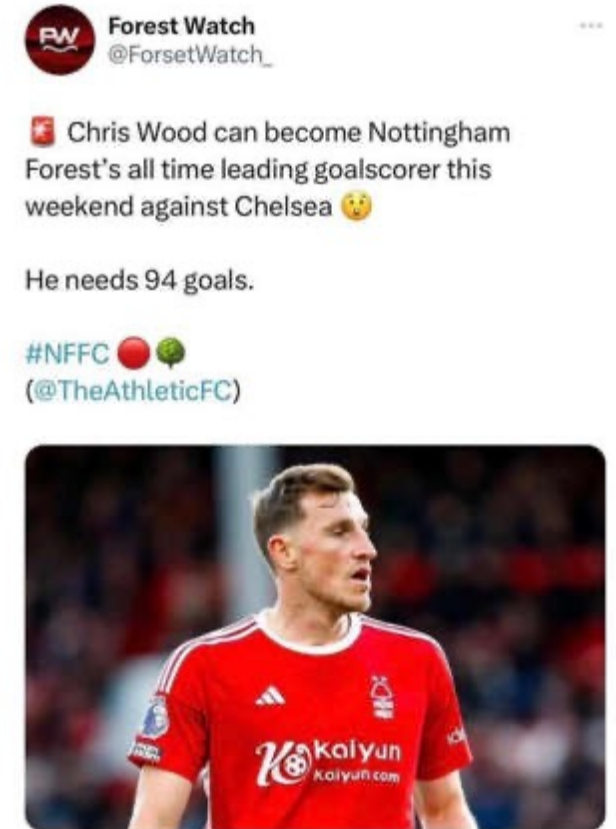 FW
Forest Watch
@ForsetWatch_
🚨 Chris Wood can become Nottingham
Forest's all time leading goalscorer this
weekend against Chelsea 😲
He needs 94 goals.
#NFFC 🔴🌳
(@TheAthleticFC)
Kaiyun
kaiyun.com